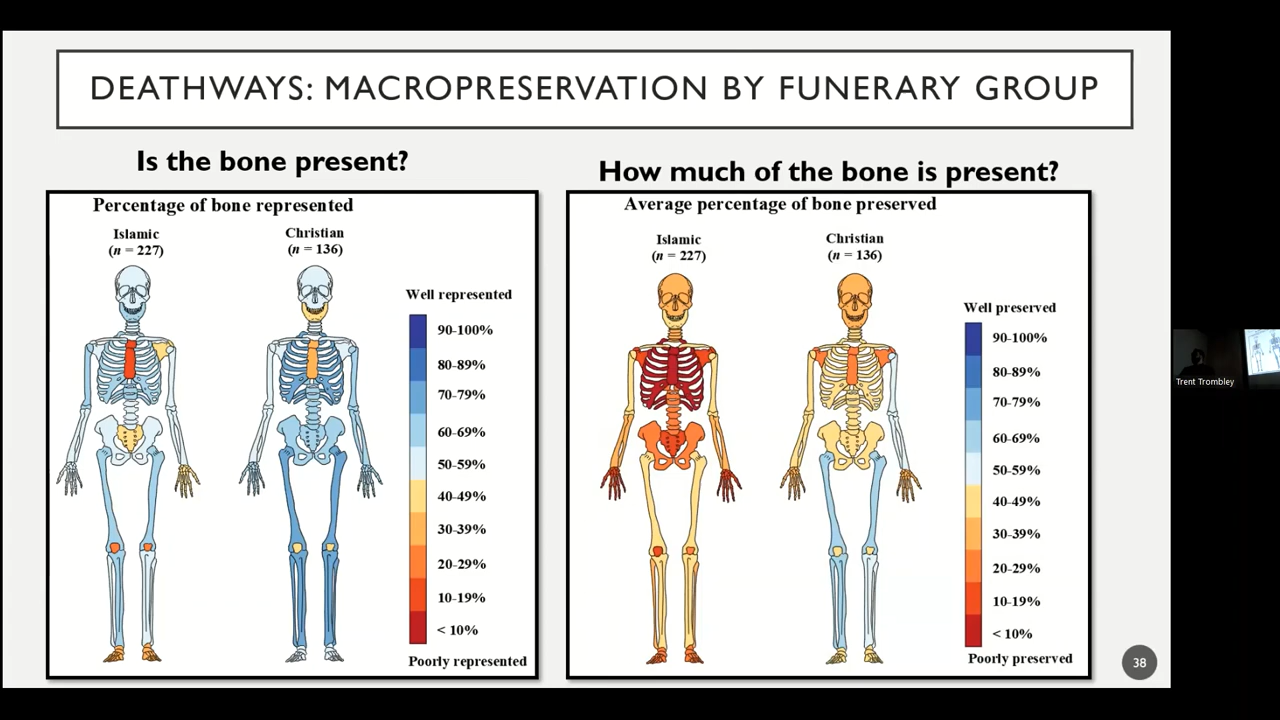 DEATHWAYS: MACROPRESERVATION BY FUNERARY GROUP
Is the bone present?
Percentage of bone represented
Islamic
(n = 227)
Christian
(n = 136)
Well represented
90-100%
80-89%
70-79%
60-69%
50-59%
40-49%
30-39%
20-29%
10-19%
< 10%
Poorly represented
How much of the bone is present?
Average percentage of bone preserved
Islamic
(n = 227)
Christian
(n = 136)
Well preserved
90-100%
80-89%
70-79%
60-69%
50-59%
40-49%
30-39%
20-29%
10-19%
< 10%
Poorly preserved
38
Trent Trombley